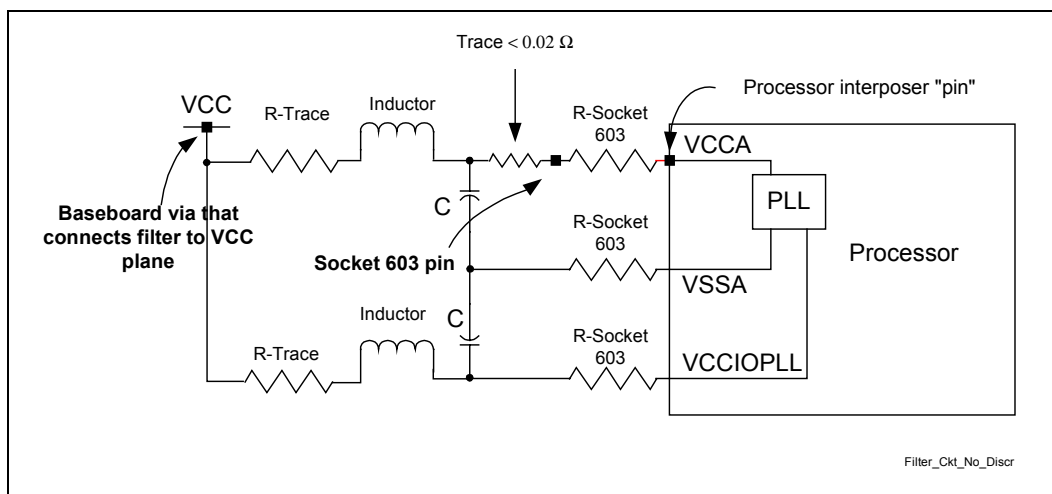 Trace < 0.02 Ω
Processor interposer "pin"
VCC
R-Trace
Inductor
R-Socket
603
VCCA
PLL
Baseboard via that
connects filter to VCC
plane
C
Socket 603 pin
R-Socket
603
VSSA
Processor
Inductor
C
R-Trace
R-Socket
603
VCCIOPLL
Filter_Ckt_No_Discr